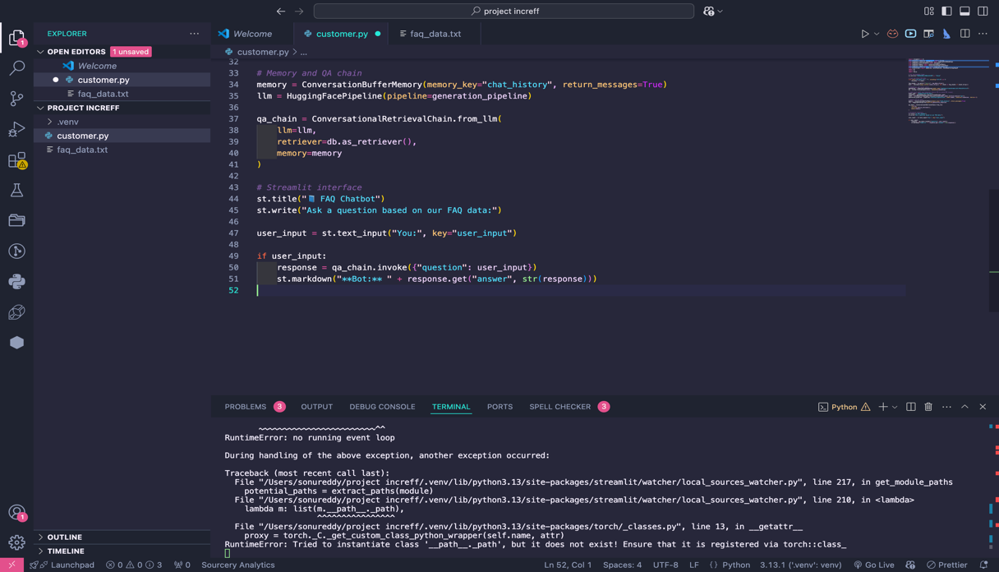 project increff
EXPLORER
OPEN EDITORS 1 unsaved
Welcome
customer.py
faq_data.txt
PROJECT INCREFF
.venv
customer.py
faq_data.txt
OUTLINE
TIMELINE
1
1
Welcome
customer.py
faq_data.txt
customer.py > ...
32
33 # Memory and QA chain
34 memory = ConversationBufferMemory(memory_key="chat_history", return_messages=True)
35 llm = HuggingFacePipeline(pipeline=generation_pipeline)
36
37 qa_chain = ConversationalRetrievalChain.from_llm(
38     llm=llm,
39     retriever=db.as_retriever(),
40     memory=memory
41 )
42
43 # Streamlit interface
44 st.title("📘 FAQ Chatbot")
45 st.write("Ask a question based on our FAQ data:")
46
47 user_input = st.text_input("You:", key="user_input")
48
49 if user_input:
50     response = qa_chain.invoke({"question": user_input})
51     st.markdown("**Bot:** " + response.get("answer", str(response)))
52
PROBLEMS 3 OUTPUT DEBUG CONSOLE TERMINAL PORTS SPELL CHECKER 3
Python
~~~~~~~~~~~~~~~~~~~~~~~~^^
RuntimeError: no running event loop
During handling of the above exception, another exception occurred:
Traceback (most recent call last):
File "/Users/sonureddy/project increff/.venv/lib/python3.13/site-packages/streamlit/watcher/local_sources_watcher.py", line 217, in get_module_paths
potential_paths = extract_paths(module)
File "/Users/sonureddy/project increff/.venv/lib/python3.13/site-packages/streamlit/watcher/local_sources_watcher.py", line 210, in <lambda>
lambda m: list(m.__path__._path),
^^^^^^^^^^^^^^^^
File "/Users/sonureddy/project increff/.venv/lib/python3.13/site-packages/torch/_classes.py", line 13, in __getattr__
proxy = torch._C._get_custom_class_python_wrapper(self.name, attr)
RuntimeError: Tried to instantiate class '__path__._path', but it does not exist! Ensure that it is registered via torch::class_
Launchpad 0 0 3 0 Sourcery Analytics Ln 52, Col 1 Spaces: 4 UTF-8 LF {} Python 3.13.1 ('.venv': venv) Go Live Prettier